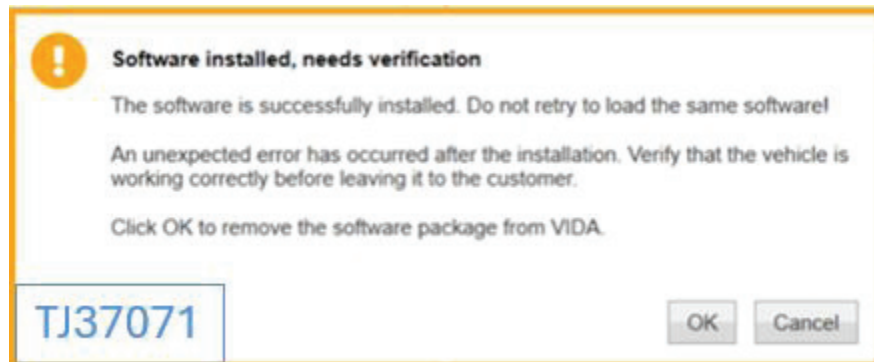 Software installed, needs verification
The software is successfully installed. Do not retry to load the same software!
An unexpected error has occurred after the installation. Verify that the vehicle is
working correctly before leaving it to the customer.
Click OK to remove the software package from VIDA.
TJ37071
OK Cancel